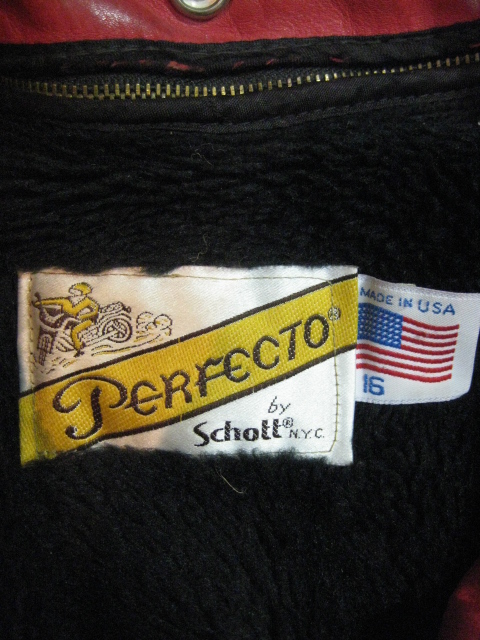 PERFECTO®
by
Schott® N.Y.C.
MADE IN USA
16